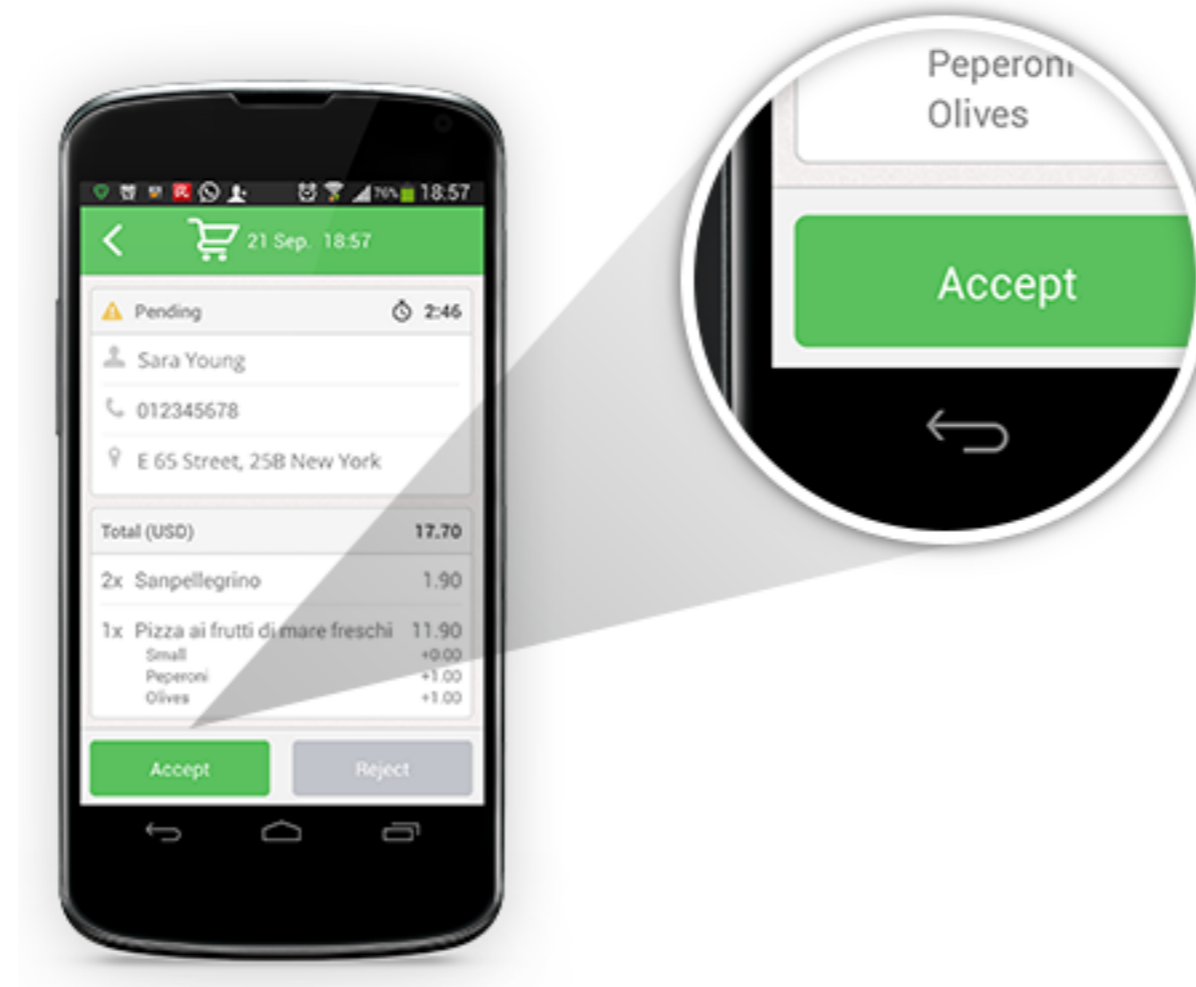 76% 18:57
21 Sep. 18:57
Pending 2:46
Sara Young
012345678
E 65 Street, 25B New York
Total (USD) 17.70
2x Sanpellegrino 1.90
1x Pizza ai frutti di mare freschi 11.90
Small +0.00
Peperoni +1.00
Olives +1.00
Accept Reject
Peperoni
Olives
Accept